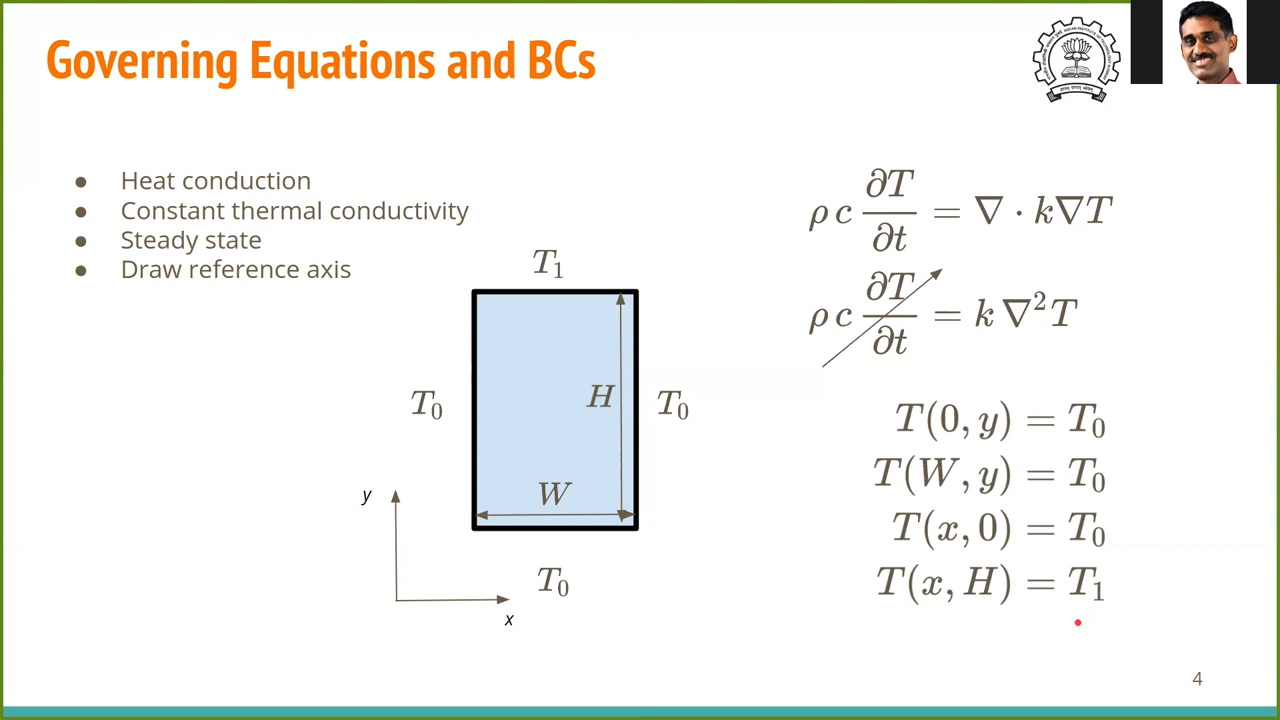 Governing Equations and BCs
● Heat conduction
● Constant thermal conductivity
● Steady state
● Draw reference axis
T₁
T₀
H
T₀
W
y
T₀
x
ρ c ∂T/∂t = ∇ · k∇T
ρ c ∂T/∂t = k ∇²T
T(0, y) = T₀
T(W, y) = T₀
T(x, 0) = T₀
T(x, H) = T₁
4